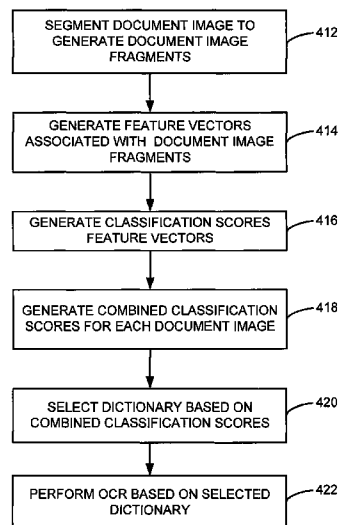 SEGMENT DOCUMENT IMAGE TO
GENERATE DOCUMENT IMAGE
FRAGMENTS
412
GENERATE FEATURE VECTORS
ASSOCIATED WITH DOCUMENT IMAGE
FRAGMENTS
414
GENERATE CLASSIFICATION SCORES
FEATURE VECTORS
416
GENERATE COMBINED CLASSIFICATION
SCORES FOR EACH DOCUMENT IMAGE
418
SELECT DICTIONARY BASED ON
COMBINED CLASSIFICATION SCORES
420
PERFORM OCR BASED ON SELECTED
DICTIONARY
422